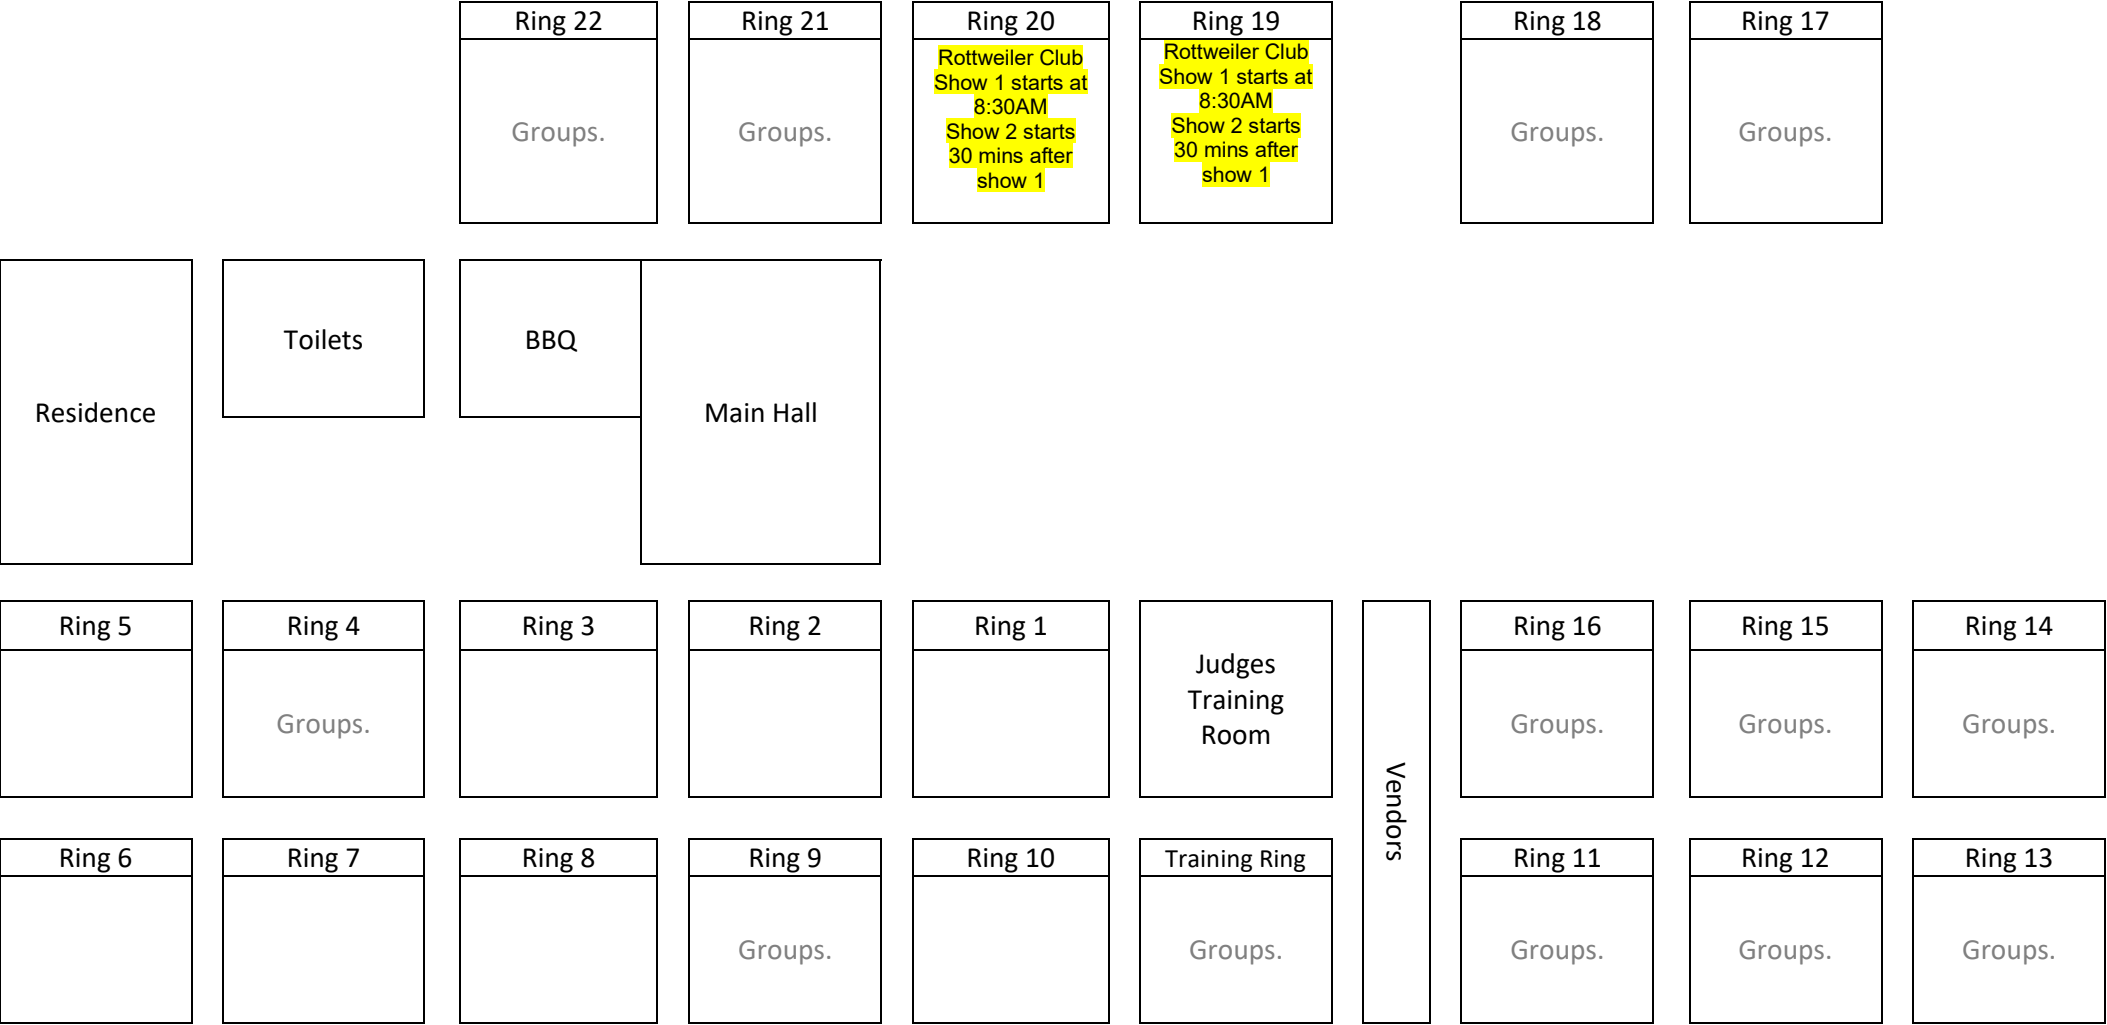 Ring 22
Ring 21
Ring 20
Ring 19
Ring 18
Ring 17
Groups.
Groups.
Rottweiler Club
Show 1 starts at
8:30AM
Show 2 starts
30 mins after
show 1
Rottweiler Club
Show 1 starts at
8:30AM
Show 2 starts
30 mins after
show 1
Groups.
Groups.
Residence
Toilets
BBQ
Main Hall
Ring 5
Ring 4
Ring 3
Ring 2
Ring 1
Judges
Training
Room
Vendors
Ring 16
Ring 15
Ring 14
Groups.
Groups.
Groups.
Groups.
Ring 6
Ring 7
Ring 8
Ring 9
Ring 10
Training Ring
Ring 11
Ring 12
Ring 13
Groups.
Groups.
Groups.
Groups.
Groups.